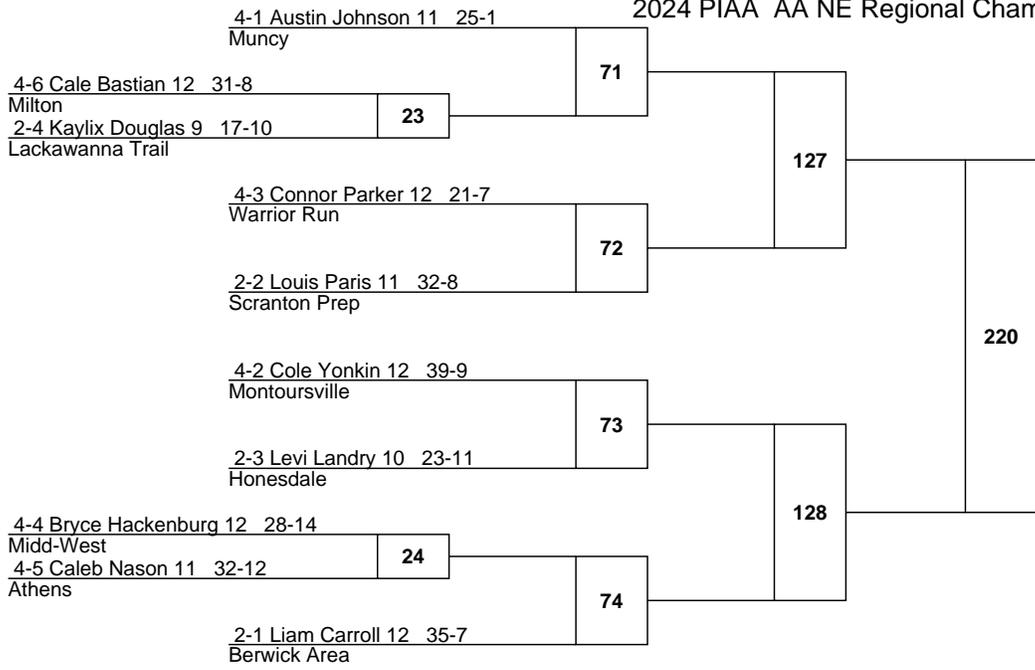 2024 PIAA AA NE Regional Cham
4-1 Austin Johnson 11 25-1
Muncy
71
4-6 Cale Bastian 12 31-8
Milton
23
2-4 Kaylix Douglas 9 17-10
Lackawanna Trail
127
4-3 Connor Parker 12 21-7
Warrior Run
72
2-2 Louis Paris 11 32-8
Scranton Prep
220
4-2 Cole Yonkin 12 39-9
Montoursville
73
2-3 Levi Landry 10 23-11
Honesdale
128
4-4 Bryce Hackenburg 12 28-14
Midd-West
24
4-5 Caleb Nason 11 32-12
Athens
74
2-1 Liam Carroll 12 35-7
Berwick Area